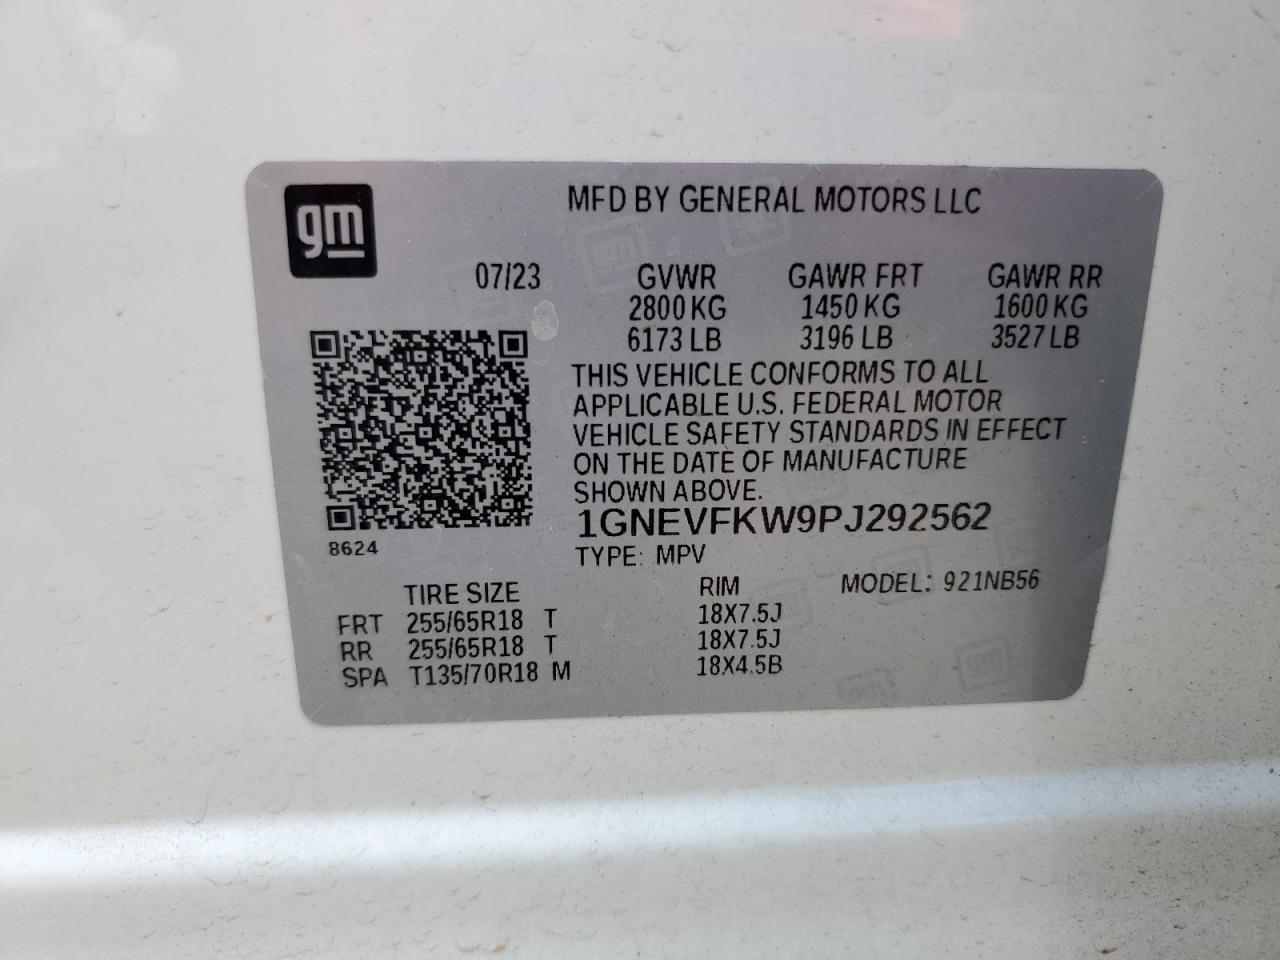 gm
MFD BY GENERAL MOTORS LLC
07/23 GVWR GAWR FRT GAWR RR
2800 KG 1450 KG 1600 KG
6173 LB 3196 LB 3527 LB
THIS VEHICLE CONFORMS TO ALL
APPLICABLE U.S. FEDERAL MOTOR
VEHICLE SAFETY STANDARDS IN EFFECT
ON THE DATE OF MANUFACTURE
SHOWN ABOVE.
1GNEVFKW9PJ292562
8624
TYPE: MPV
TIRE SIZE RIM MODEL: 921NB56
FRT 255/65R18 T 18X7.5J
RR 255/65R18 T 18X7.5J
SPA T135/70R18 M 18X4.5B